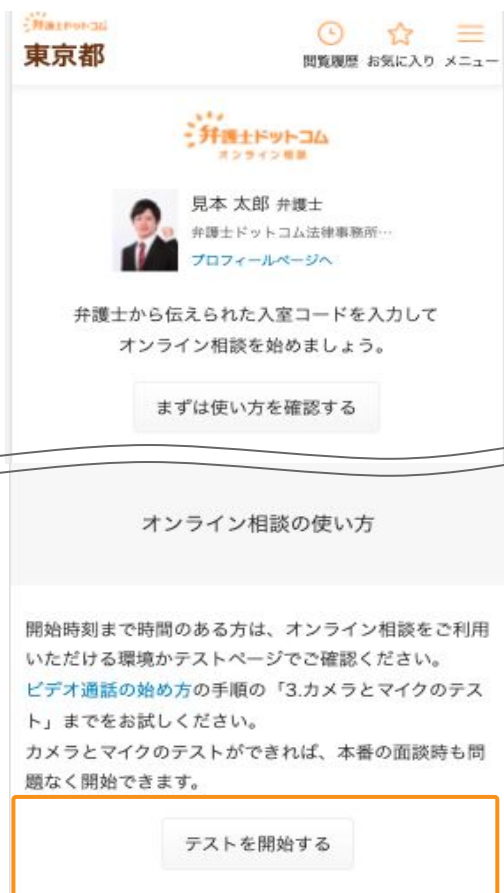 弁護士ドットコム
東京都
閲覧履歴 お気に入り メニュー
弁護士ドットコム
オンライン相談
見本 太郎 弁護士
弁護士ドットコム法律事務所…
プロフィールページへ
弁護士から伝えられた入室コードを入力して
オンライン相談を始めましょう。
まずは使い方を確認する
オンライン相談の使い方
開始時刻まで時間のある方は、オンライン相談をご利用
いただける環境かテストページでご確認ください。
ビデオ通話の始め方の手順の「3.カメラとマイクのテス
ト」までをお試しください。
カメラとマイクのテストができれば、本番の面談時も問
題なく開始できます。
テストを開始する